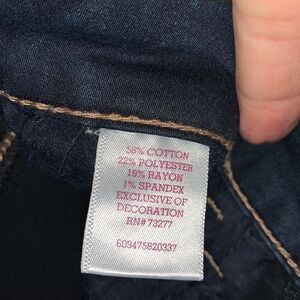 58% COTTON
22% POLYESTER
19% RAYON
1% SPANDEX
EXCLUSIVE OF
DECORATION
RN# 73277
603475820337